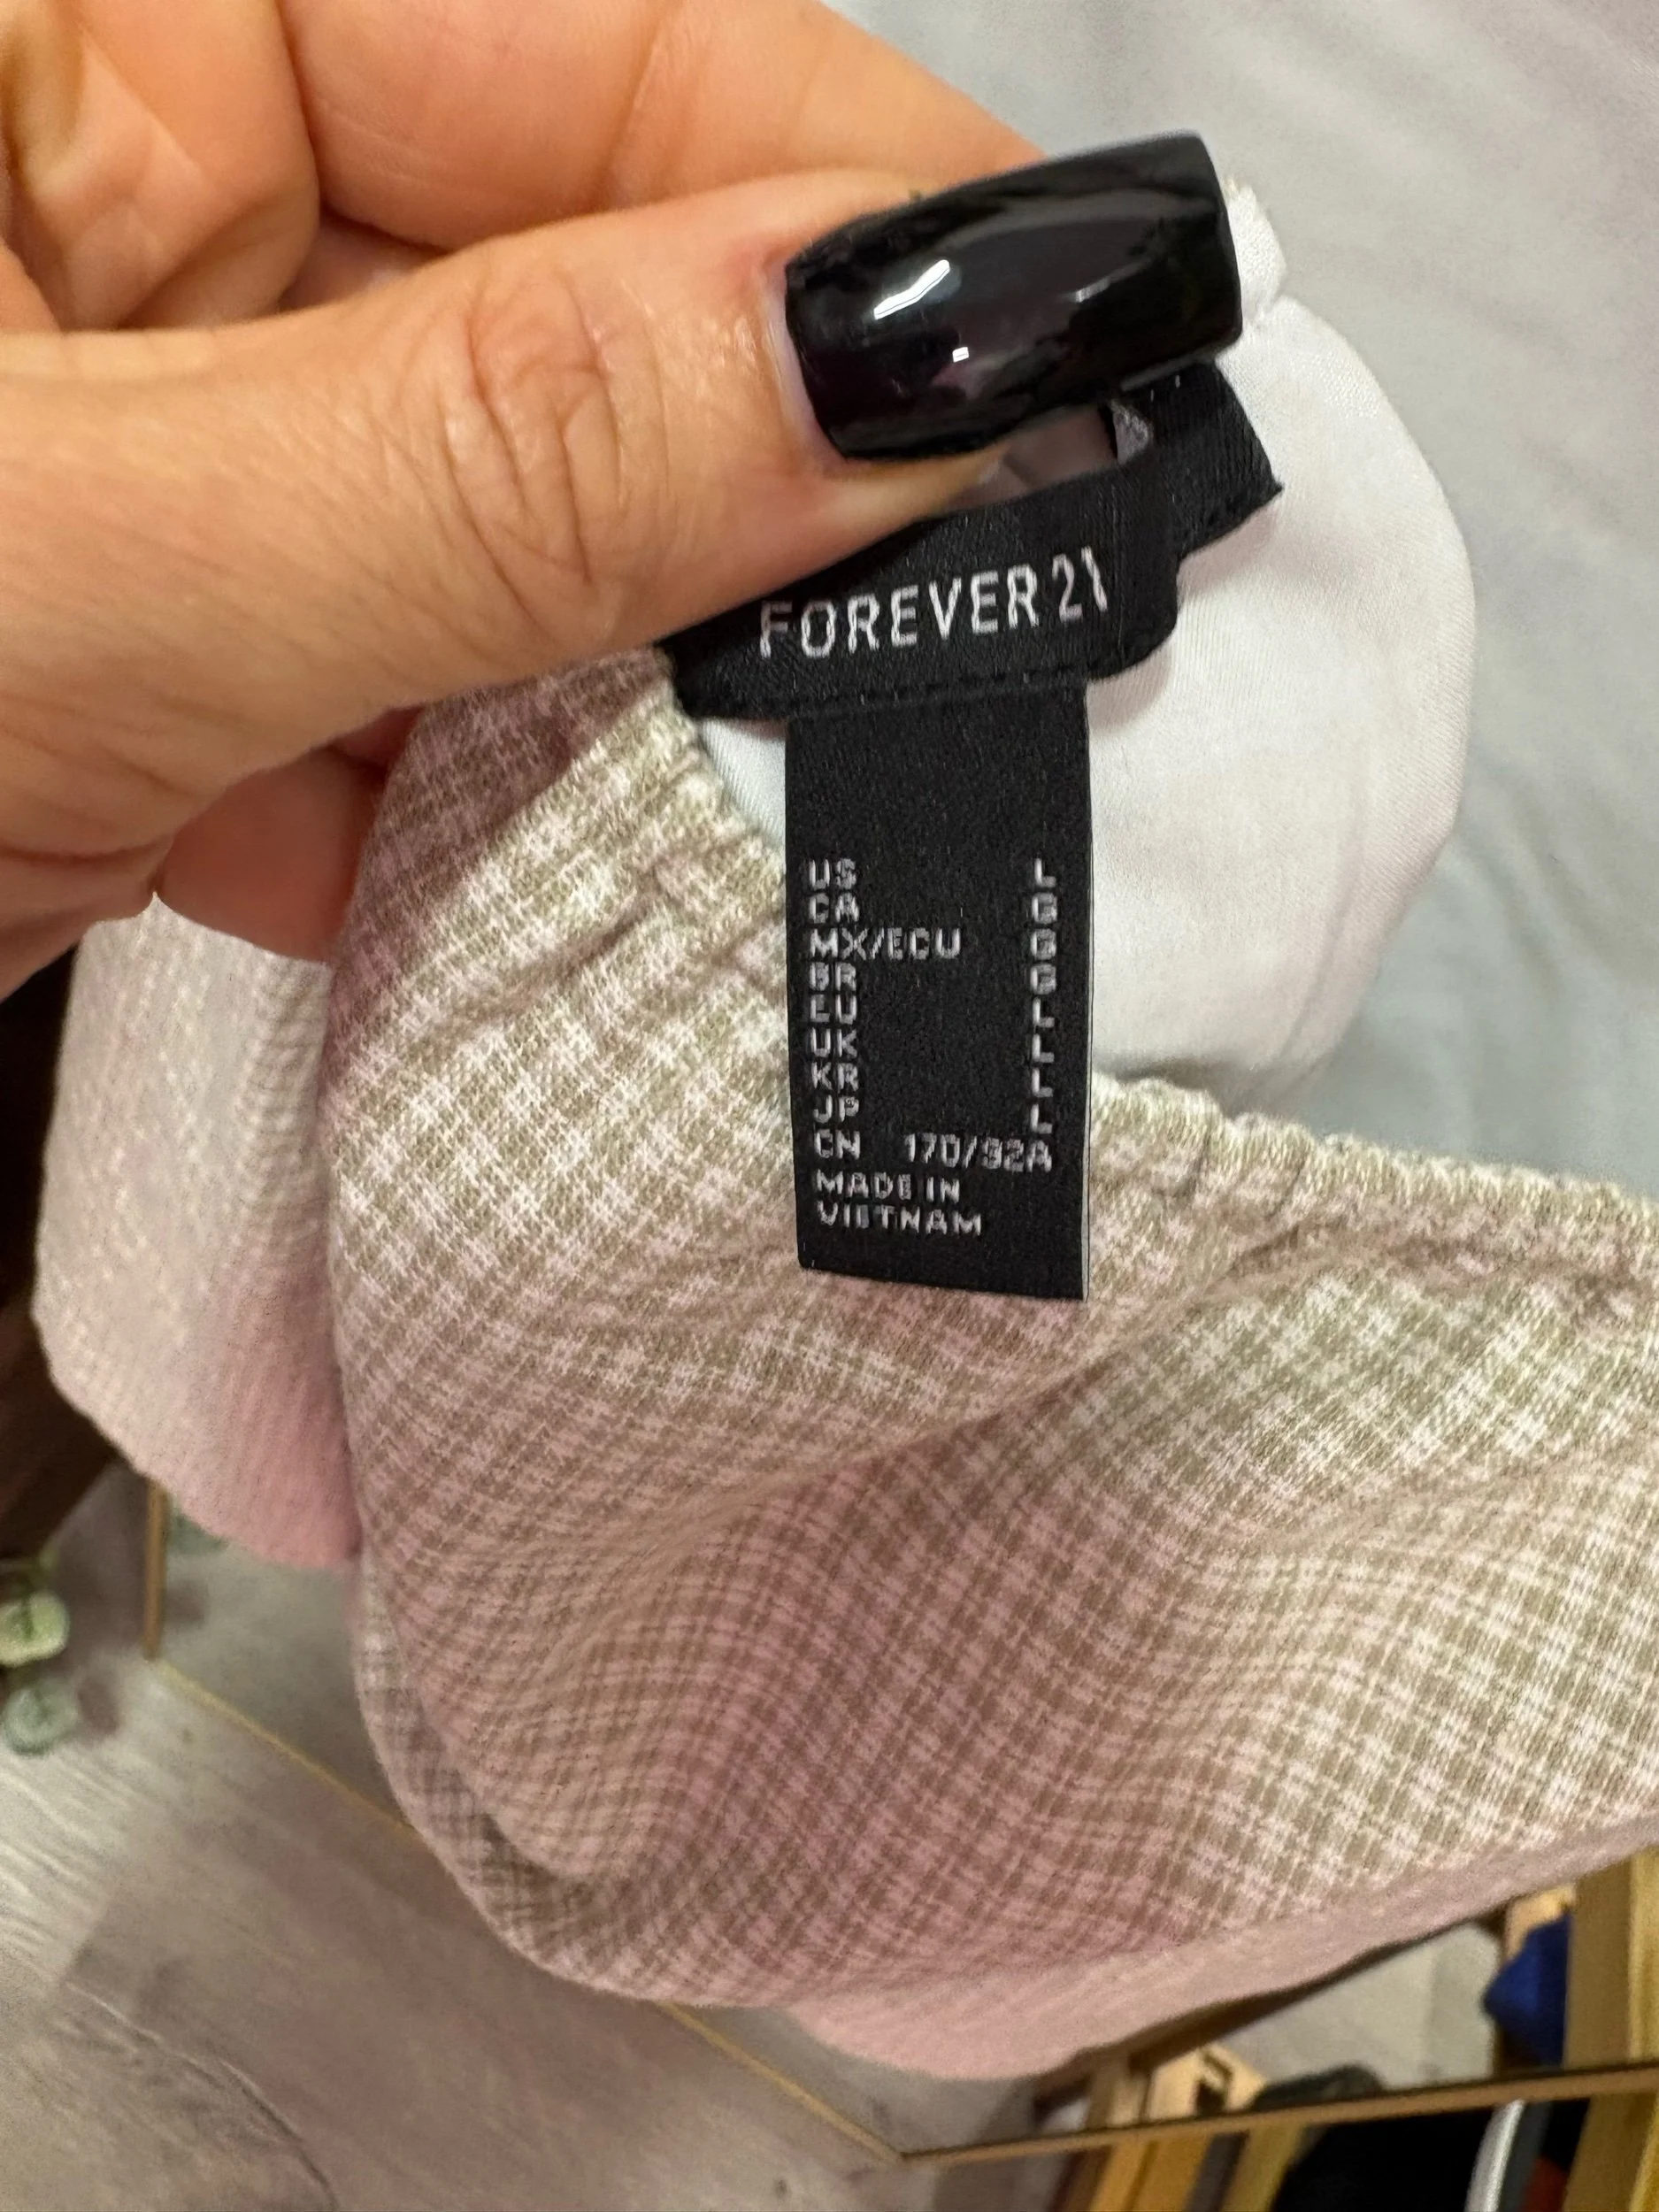 FOREVER 21
US L
CA G
MX/ECU G
BR G
EU L
UK L
KR L
JP L
CN 170/92A
MADE IN
VIETNAM